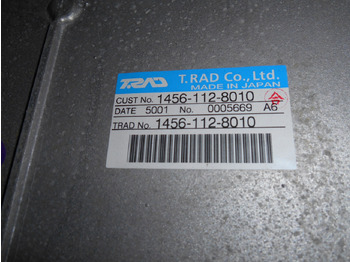 TRAD T.RAD Co., Ltd.
MADE IN JAPAN
CUST No. 1456-112-8010 合
DATE 5001 No. 0005669 A6
TRAD No. 1456-112-8010